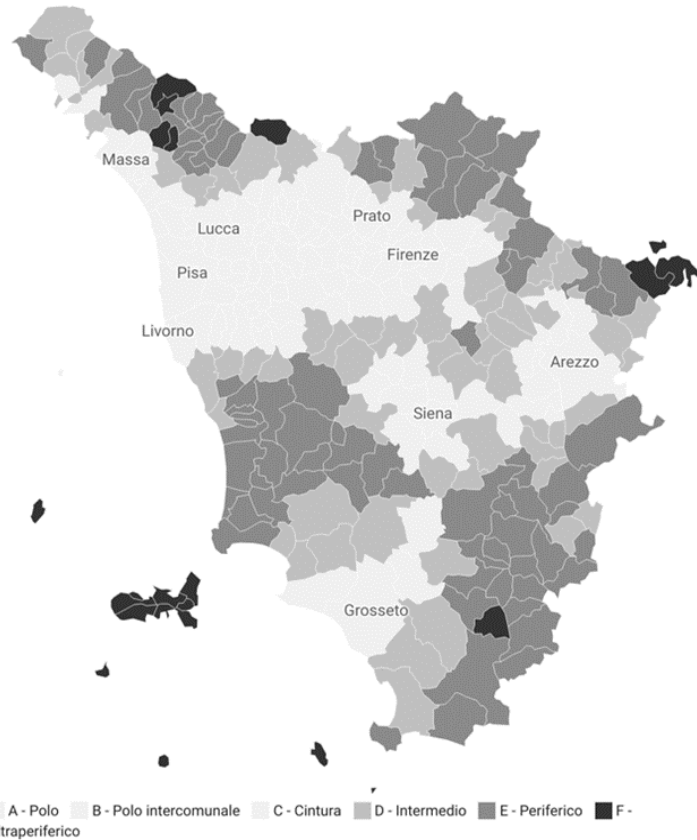 Massa
Lucca
Prato
Firenze
Pisa
Livorno
Arezzo
Siena
Grosseto
A - Polo B - Polo intercomunale C - Cintura D - Intermedio E - Periferico F -
traperiferico